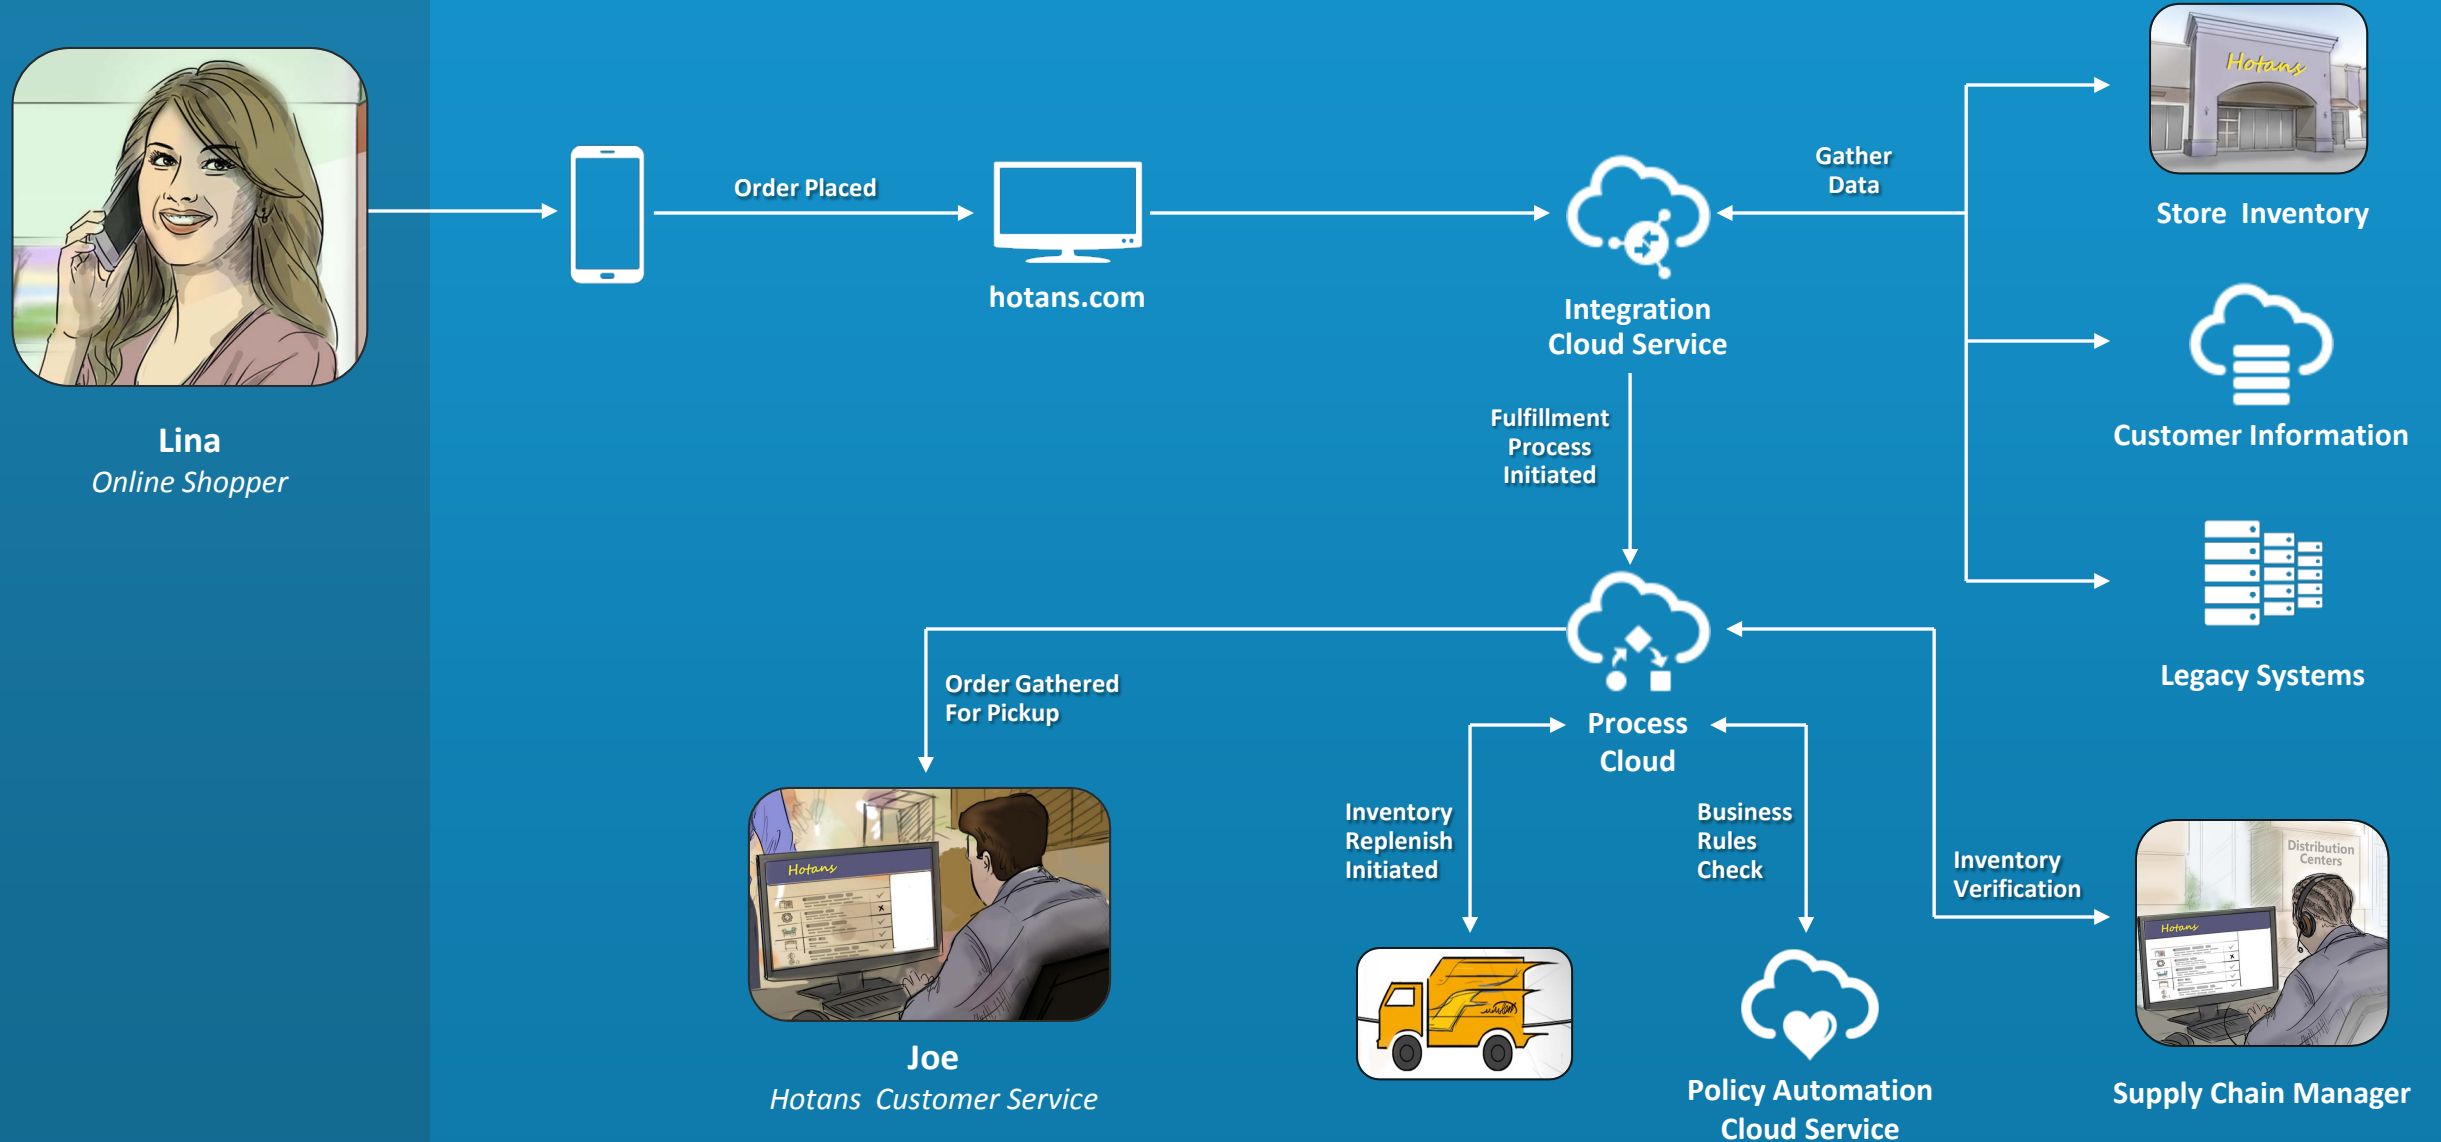 Lina
Online Shopper
Order Placed
hotans.com
Integration
Cloud Service
Gather
Data
Hotans
Store Inventory
Customer Information
Legacy Systems
Fulfillment
Process
Initiated
Process
Cloud
Order Gathered
For Pickup
Hotans
Joe
Hotans Customer Service
Inventory
Replenish
Initiated
Business
Rules
Check
Policy Automation
Cloud Service
Inventory
Verification
Distribution
Centers
Hotans
Supply Chain Manager